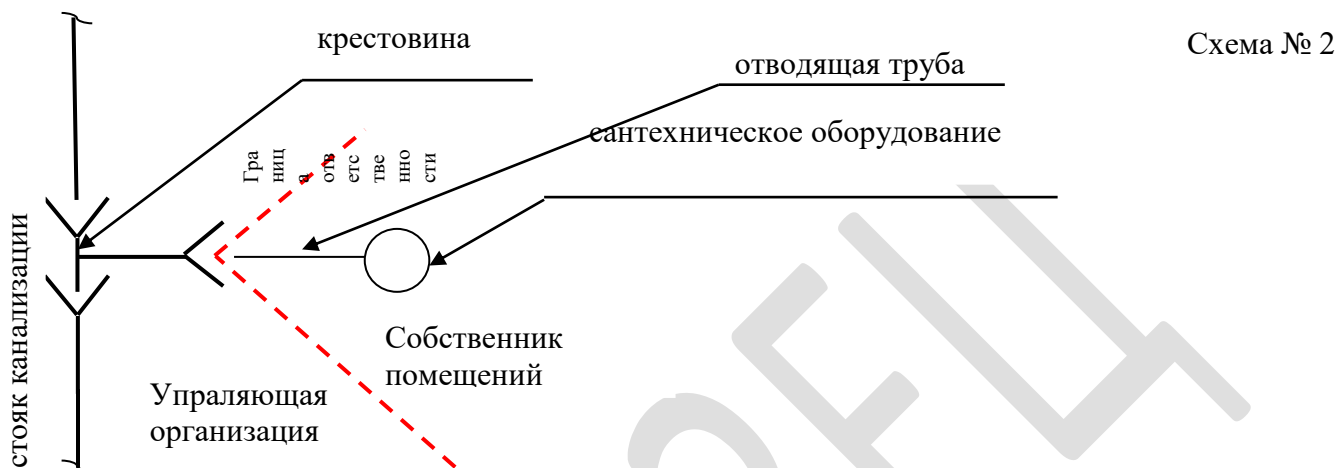 крестовина
Схема № 2
отводящая труба
сантехническое оборудование
Гра
ниц
а
отв
етс
тве
нно
сти
стояк канализации
Собственник
помещений
Упраляющая
организация